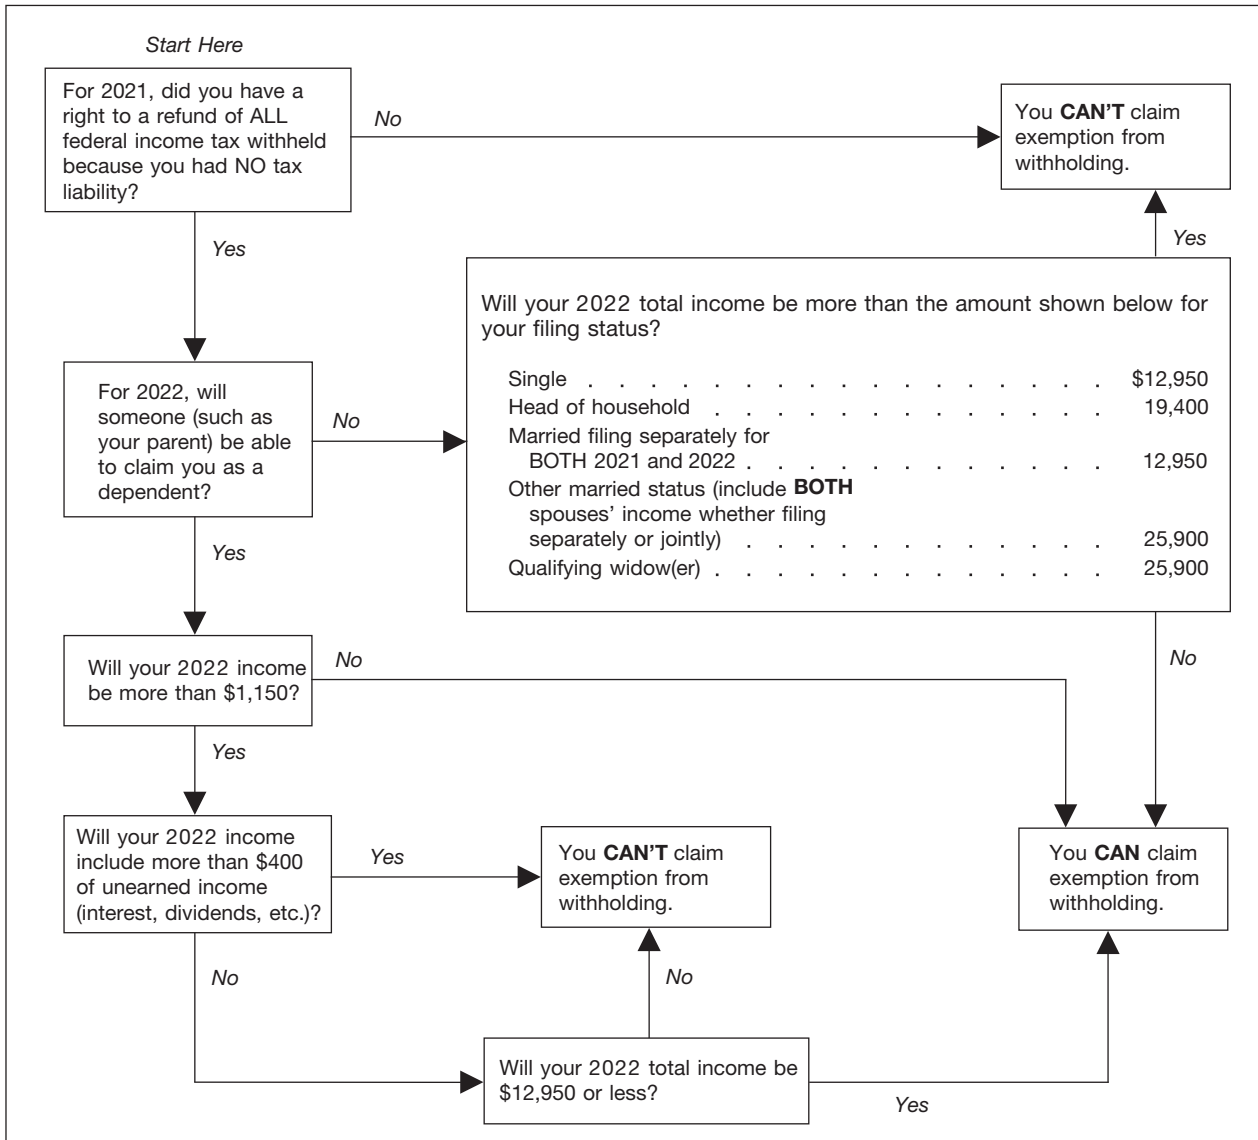 Start Here
For 2021, did you have a
right to a refund of ALL
federal income tax withheld
because you had NO tax
liability?
No
You CAN'T claim
exemption from
withholding.
Yes
Yes
Will your 2022 total income be more than the amount shown below for
your filing status?
Single . . . . . . . . . . . . . . . . . . $12,950
Head of household . . . . . . . . . . . . . 19,400
Married filing separately for
BOTH 2021 and 2022 . . . . . . . . . . . . 12,950
Other married status (include BOTH
spouses' income whether filing
separately or jointly) . . . . . . . . . . . . 25,900
Qualifying widow(er) . . . . . . . . . . . . . 25,900
For 2022, will
someone (such as
your parent) be able
to claim you as a
dependent?
No
Yes
No
Will your 2022 income
be more than $1,150?
No
Yes
Will your 2022 income
include more than $400
of unearned income
(interest, dividends, etc.)?
Yes
You CAN'T claim
exemption from
withholding.
You CAN claim
exemption from
withholding.
No
No
Will your 2022 total income be
$12,950 or less?
Yes